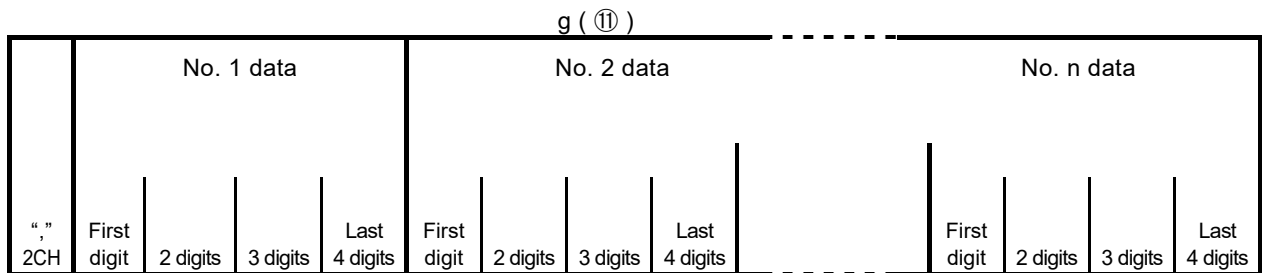 g ( ⑪ )
No. 1 data No. 2 data No. n data
“,” First Last First Last First Last
2CH digit 2 digits 3 digits 4 digits digit 2 digits 3 digits 4 digits digit 2 digits 3 digits 4 digits